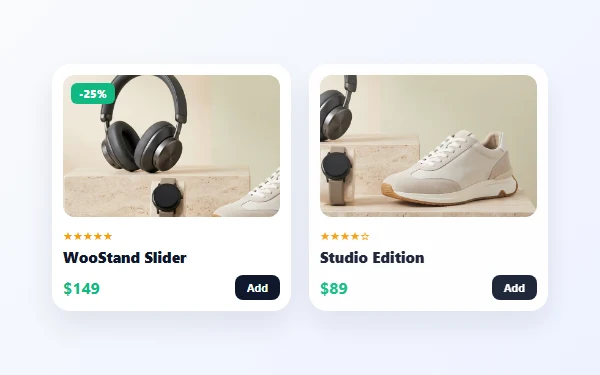 -25%
★★★★★
WooStand Slider
$149
Add
★★★★☆
Studio Edition
$89
Add